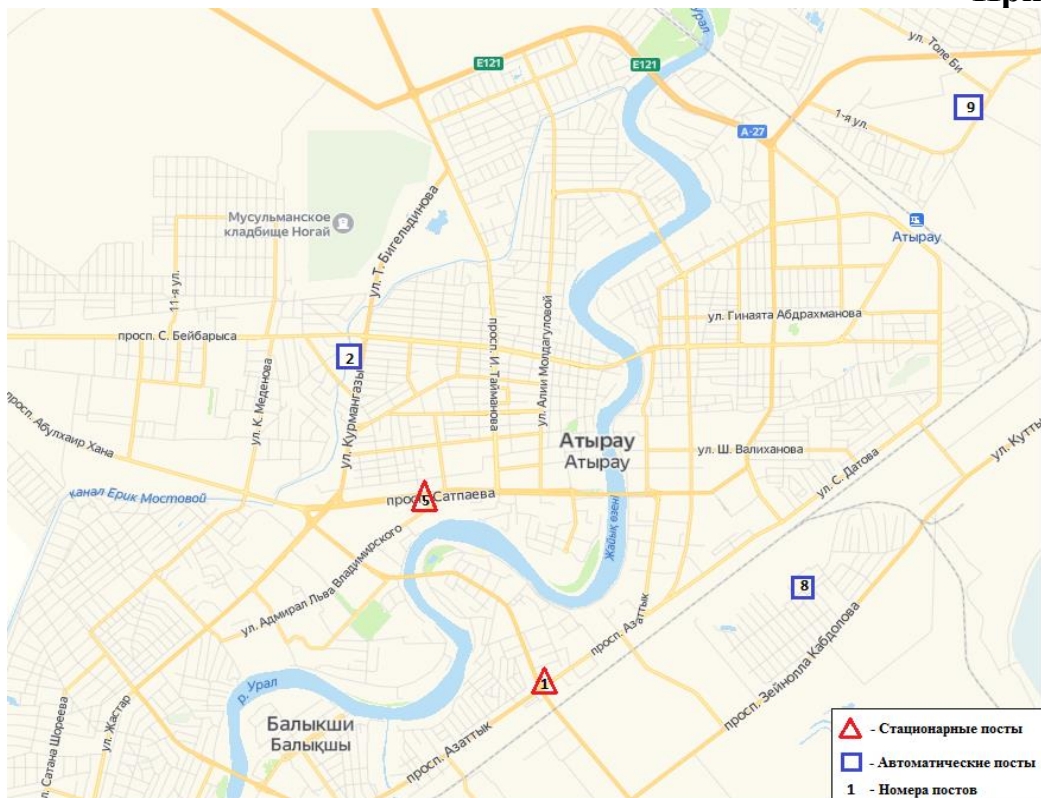 При
Урал
E121
E121
ул. Толе Би
9
1-я ул.
A-27
Мусульманское
кладбище Ногай
ул. Т. Бигельдинова
Атырау
11-я ул.
просп. С. Бейбарыса
2
просп. И. Тайманова
ул. Алии Молдагуловой
ул. Гинаята Абдрахманова
просп. Абулхаир Хана
ул. К. Меденова
ул. Курмангазы
Атырау
Атырау
ул. Ш. Валиханова
ул. С. Датова
ул. Кутты
канал Ерик Мостовой
просп. Сатпаева
5
Жайық өзені
ул. Адмирал Льва Владимирского
8
просп. Азаттык
просп. Зейнолла Кабдолова
1
р. Урал
ул. Сатана Шореева
ул. Жастар
Балыкши
Балықшы
просп. Азаттык
- Стационарные посты
- Автоматические посты
1 - Номера постов